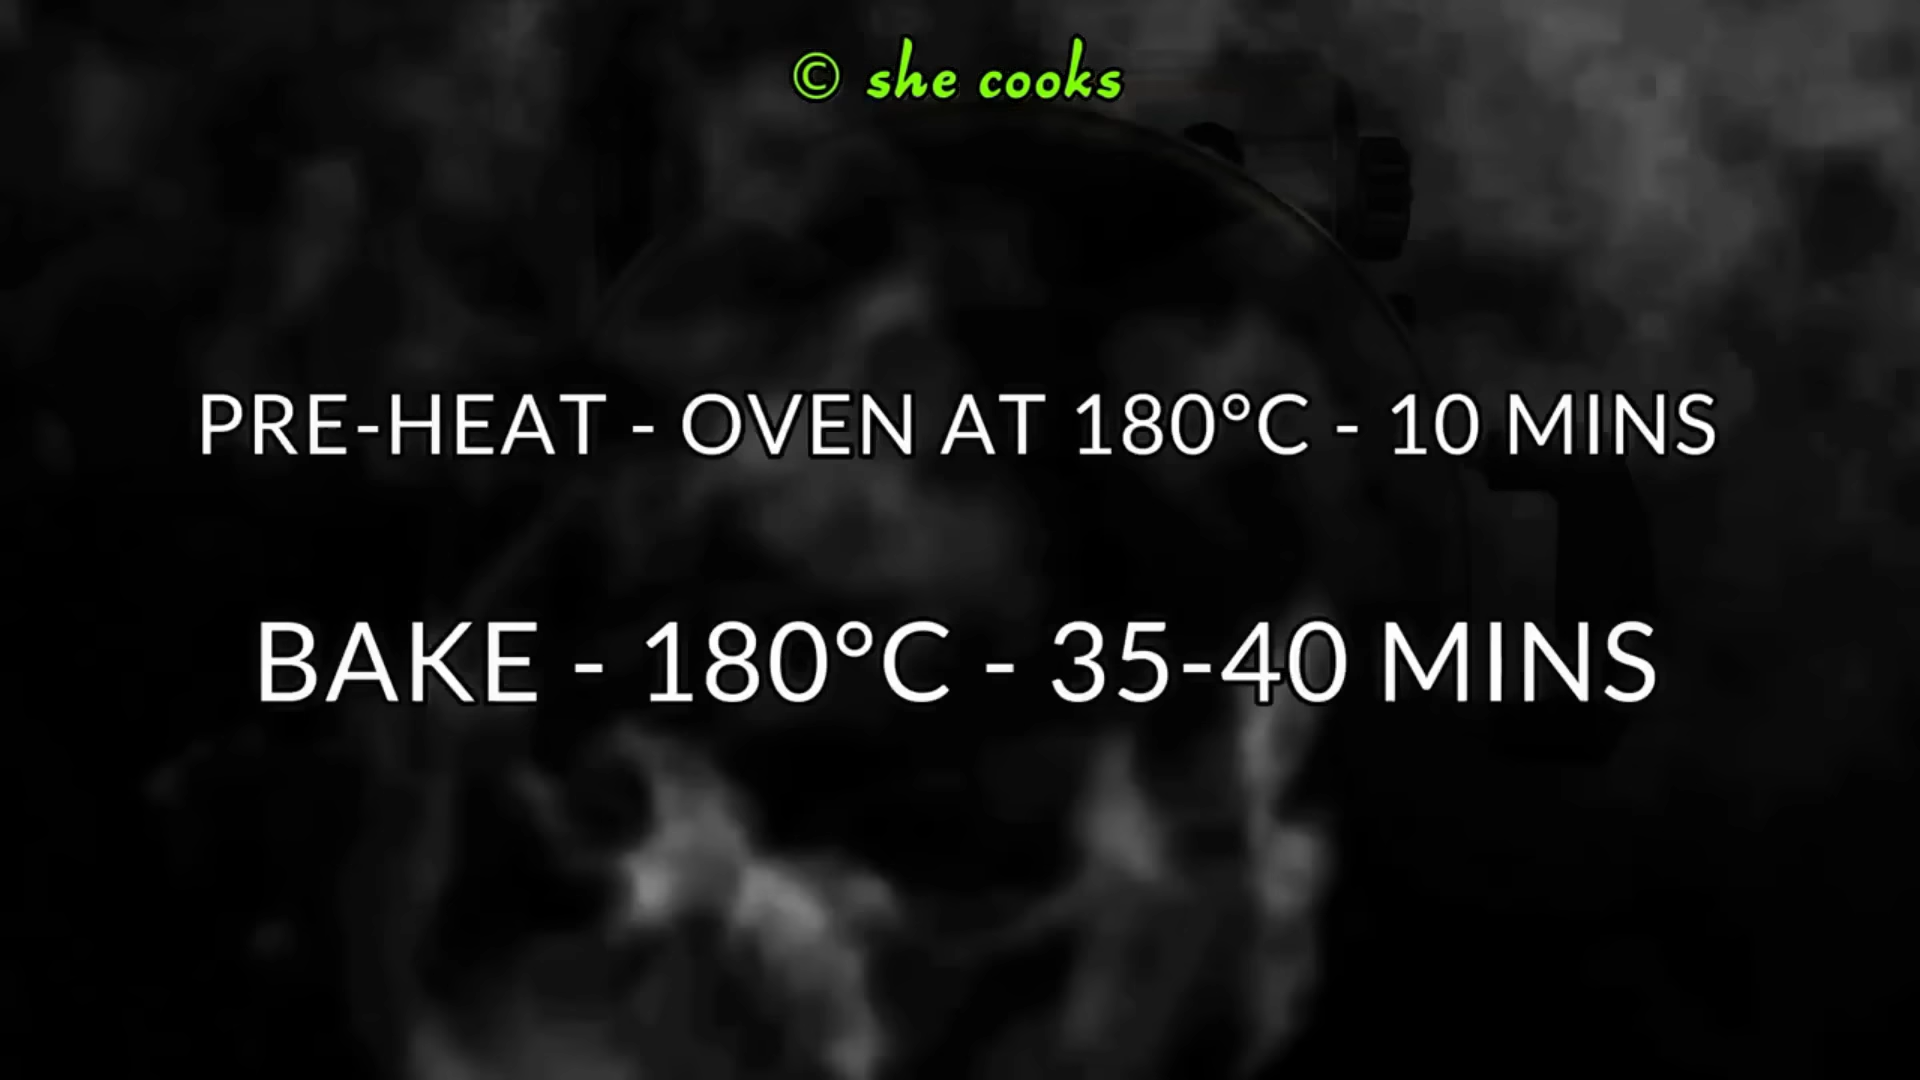 © she cooks
PRE-HEAT - OVEN AT 180°C - 10 MINS
BAKE - 180°C - 35-40 MINS